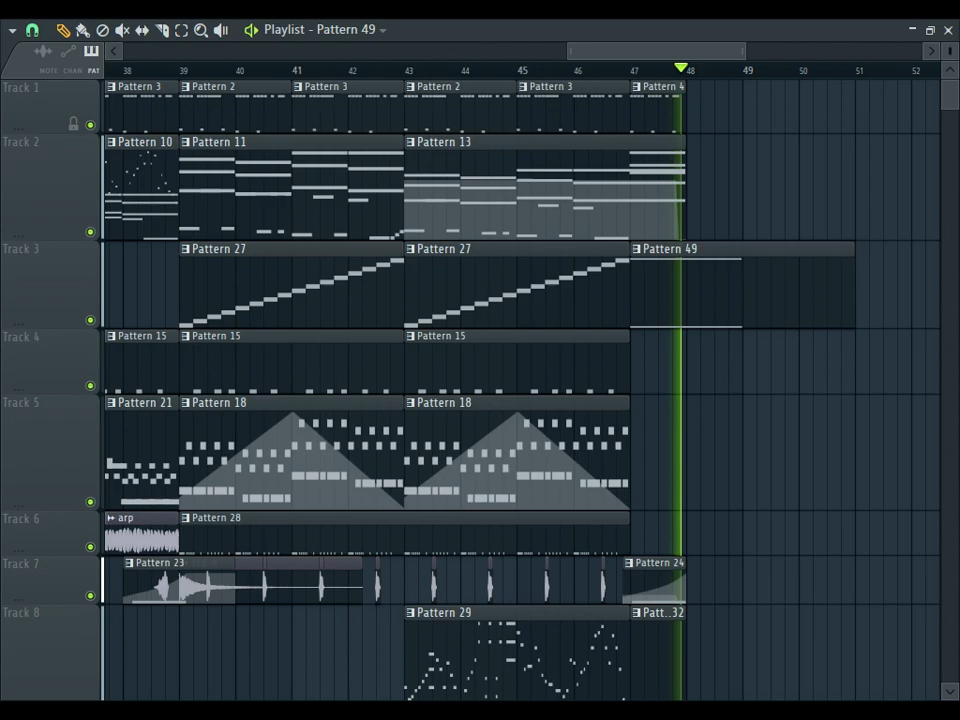 Playlist - Pattern 49
NOTE CHAN PAT
38 39 40 41 42 43 44 45 46 47 48 49 50 51 52
Track 1
Pattern 3 Pattern 2 Pattern 3 Pattern 2 Pattern 3 Pattern 4
Track 2
Pattern 10 Pattern 11 Pattern 13
Track 3
Pattern 27 Pattern 27 Pattern 49
Track 4
Pattern 15 Pattern 15 Pattern 15
Track 5
Pattern 21 Pattern 18 Pattern 18
Track 6
arp Pattern 28
Track 7
Pattern 23 Pattern 24
Track 8
Pattern 29 Patt..32